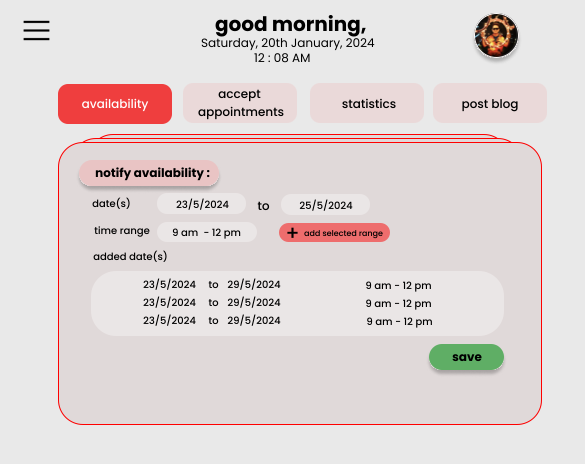 good morning,
Saturday, 20th January, 2024
12 : 08 AM
availability
accept
appointments
statistics
post blog
notify availability :
date(s) 23/5/2024 to 25/5/2024
time range 9 am - 12 pm + add selected range
added date(s)
23/5/2024 to 29/5/2024 9 am - 12 pm
23/5/2024 to 29/5/2024 9 am - 12 pm
23/5/2024 to 29/5/2024 9 am - 12 pm
save